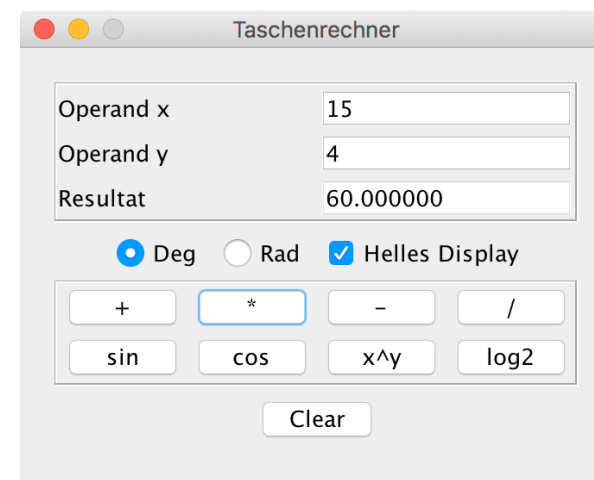 Taschenrechner
Operand x 15
Operand y 4
Resultat 60.000000
Deg Rad Helles Display
+ * - /
sin cos x^y log2
Clear